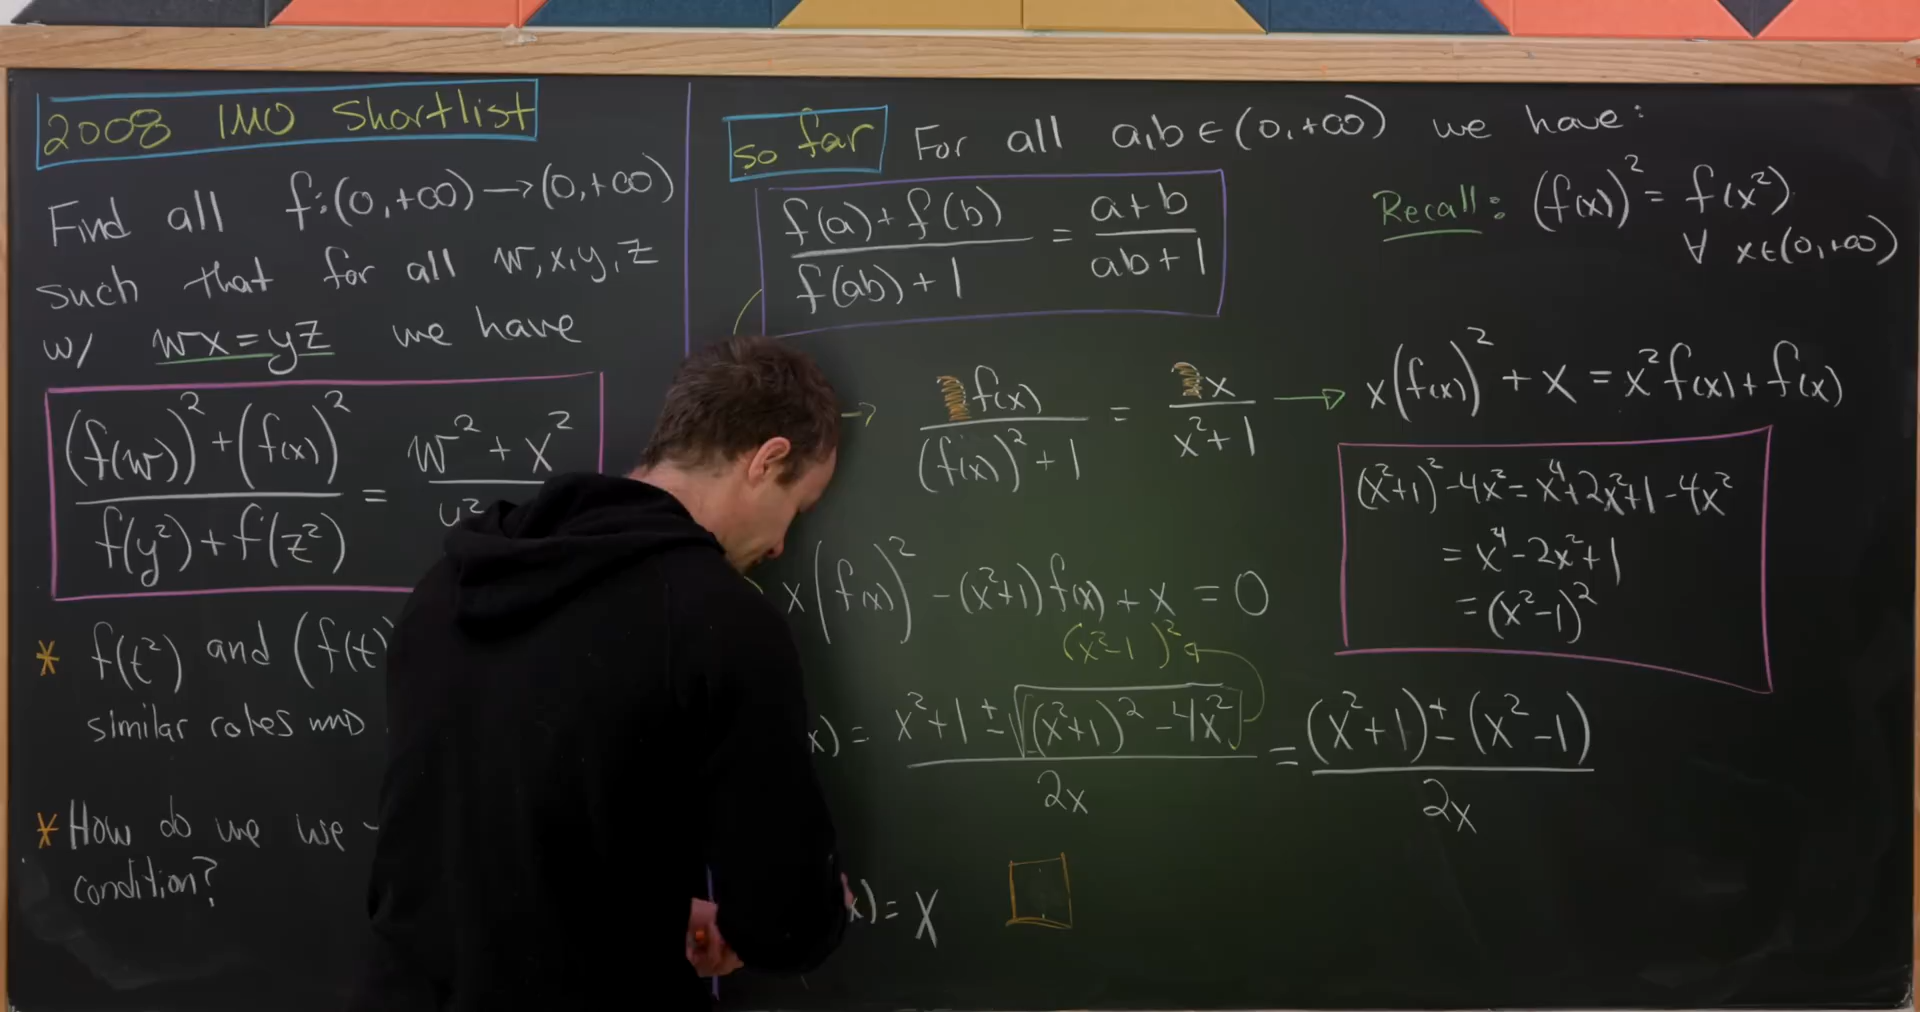 2008 IMO Shortlist
Find all f:(0,+∞)→(0,+∞)
such that for all w,x,y,z
w/ wx=yz we have
(f(w))²+(f(x))² / f(y²)+f(z²) = w²+x² /
* f(t²) and (f(t)
similar roles
* How do we use
condition?
so far For all a,b∈(0,+∞) we have:
f(a)+f(b) / f(ab)+1 = a+b / ab+1
Recall: (f(x))² = f(x²)
∀ x∈(0,+∞)
→ f(x) / (f(x))²+1 = x / x²+1 → x(f(x))²+x = x²f(x)+f(x)
(x²+1)²-4x² = x⁴+2x²+1-4x²
= x⁴-2x²+1
= (x²-1)²
x(f(x))² -(x²+1)f(x)+x = 0
(x²-1)²
x) = x²+1 ± √(x²+1)²-4x² / 2x = (x²+1)±(x²-1) / 2x
x) = x